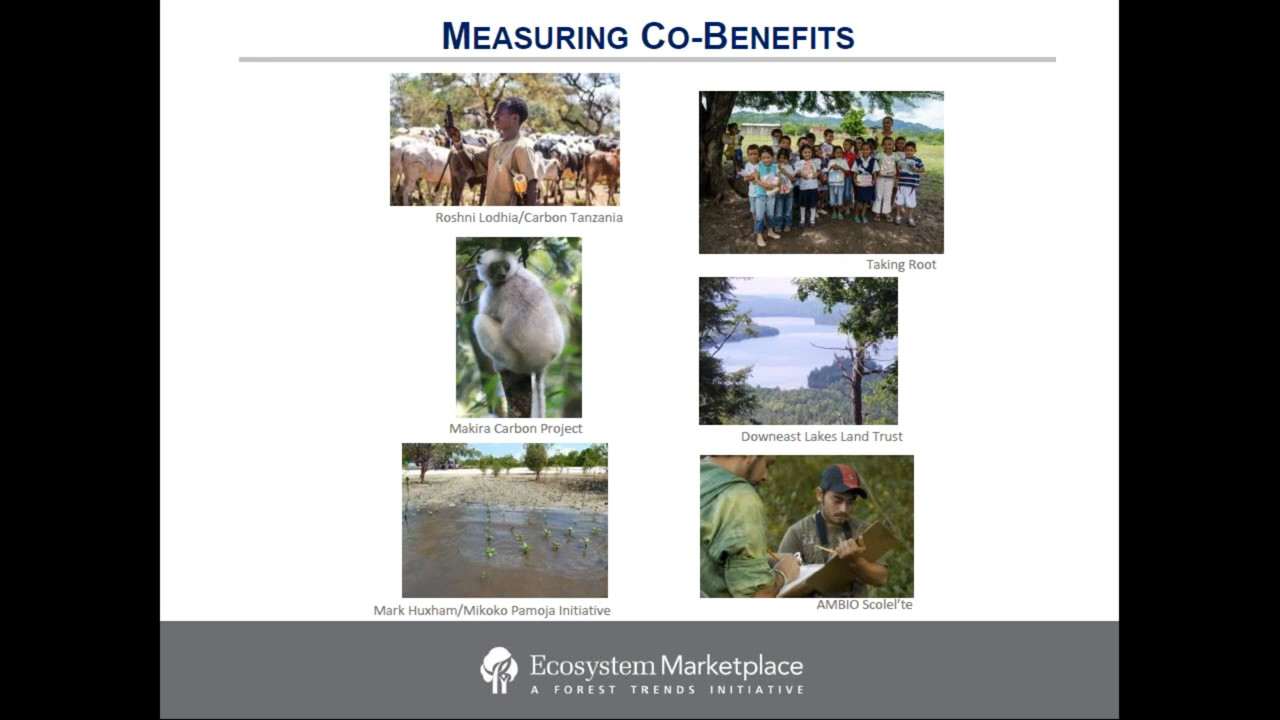 MEASURING CO-BENEFITS
Roshni Lodhia/Carbon Tanzania
Taking Root
Makira Carbon Project
Downeast Lakes Land Trust
Mark Huxham/Mikoko Pamoja Initiative
AMBIO Scolel'te
Ecosystem Marketplace
A FOREST TRENDS INITIATIVE